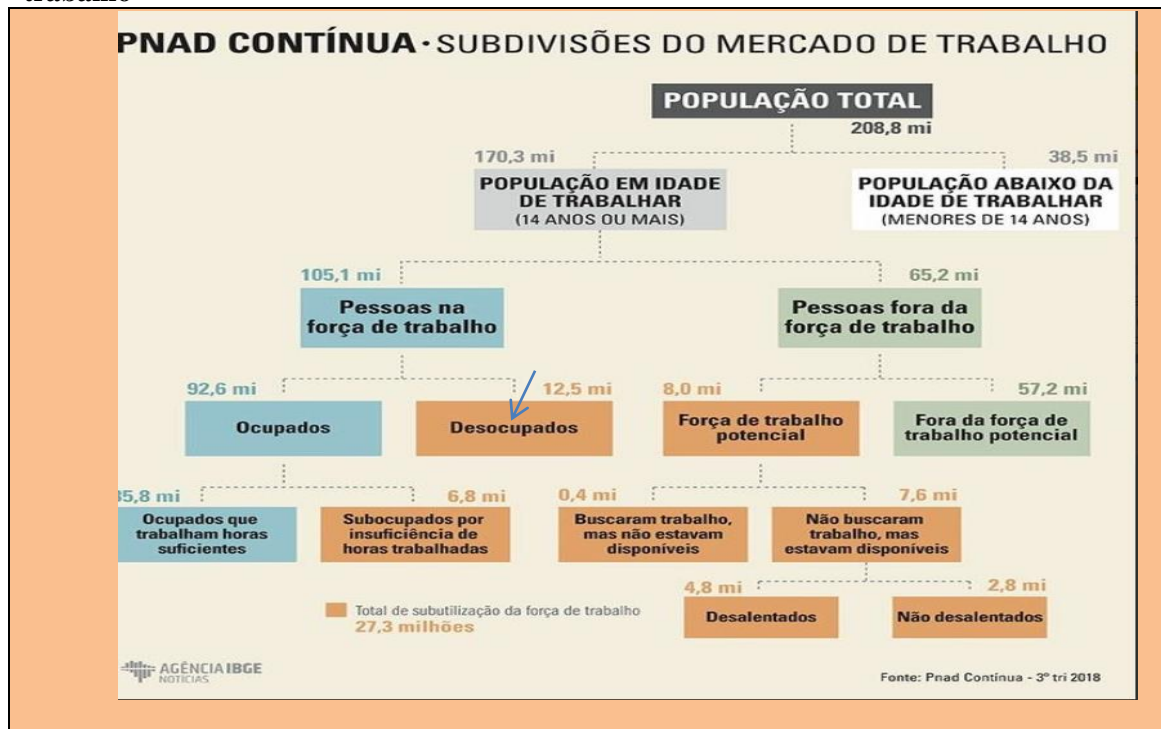 trabalho
PNAD CONTÍNUA · SUBDIVISÕES DO MERCADO DE TRABALHO
POPULAÇÃO TOTAL
208,8 mi
170,3 mi
POPULAÇÃO EM IDADE
DE TRABALHAR
(14 ANOS OU MAIS)
38,5 mi
POPULAÇÃO ABAIXO DA
IDADE DE TRABALHAR
(MENORES DE 14 ANOS)
105,1 mi
Pessoas na
força de trabalho
65,2 mi
Pessoas fora da
força de trabalho
92,6 mi
Ocupados
12,5 mi
Desocupados
8,0 mi
Força de trabalho
potencial
57,2 mi
Fora da força de
trabalho potencial
35,8 mi
Ocupados que
trabalham horas
suficientes
6,8 mi
Subocupados por
insuficiência de
horas trabalhadas
0,4 mi
Buscaram trabalho,
mas não estavam
disponíveis
7,6 mi
Não buscaram
trabalho, mas
estavam disponíveis
4,8 mi
Desalentados
2,8 mi
Não desalentados
Total de subutilização da força de trabalho
27,3 milhões
AGÊNCIA IBGE
NOTÍCIAS
Fonte: Pnad Contínua - 3º tri 2018